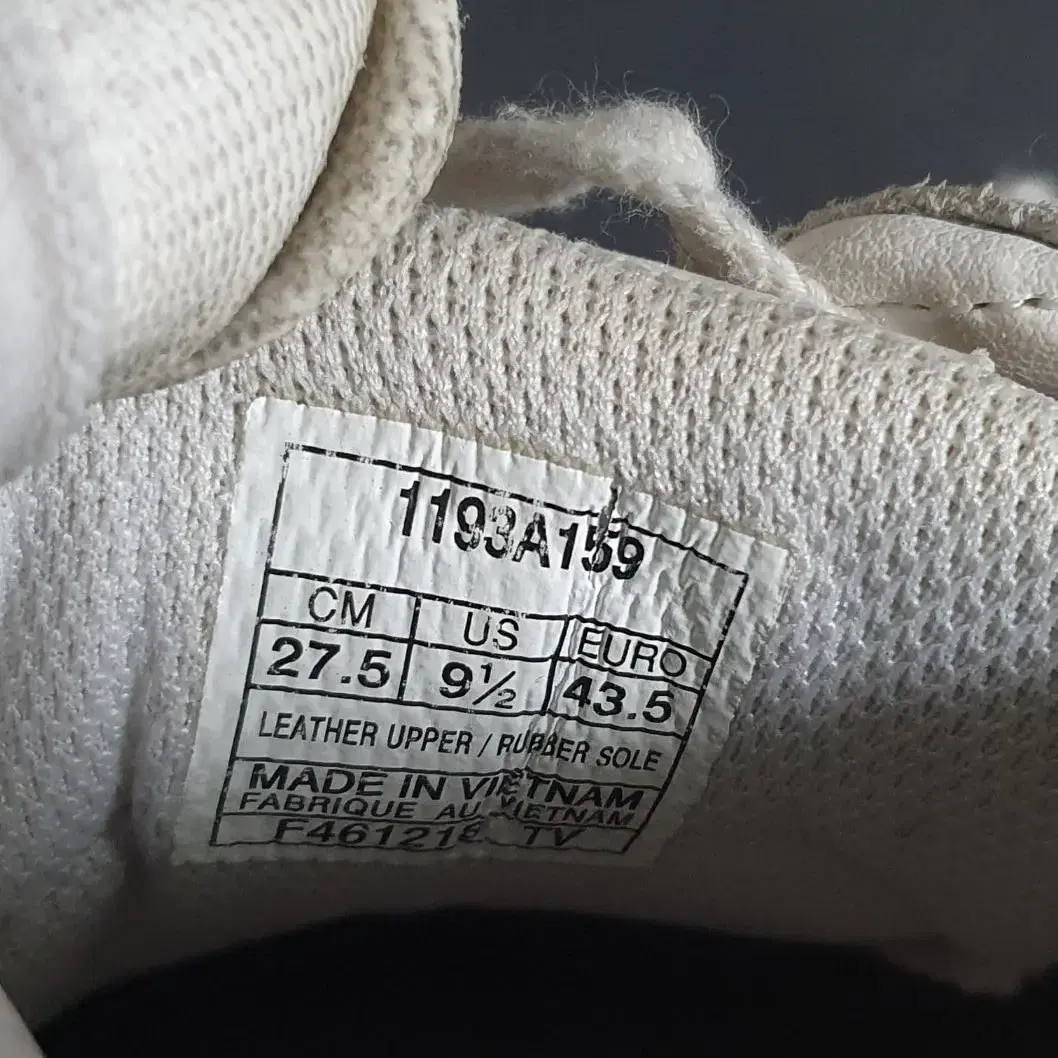 1193A159
CM US EURO
27.5 9½ 43.5
LEATHER UPPER / RUBBER SOLE
MADE IN VIETNAM
FABRIQUE AU VIETNAM
F461218 TV